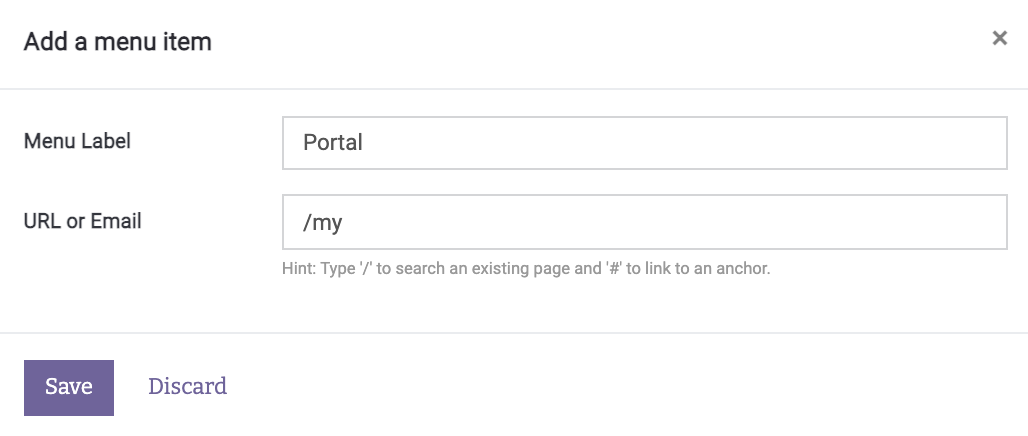 Add a menu item
×
Menu Label
Portal
URL or Email
/my
Hint: Type '/' to search an existing page and '#' to link to an anchor.
Save
Discard